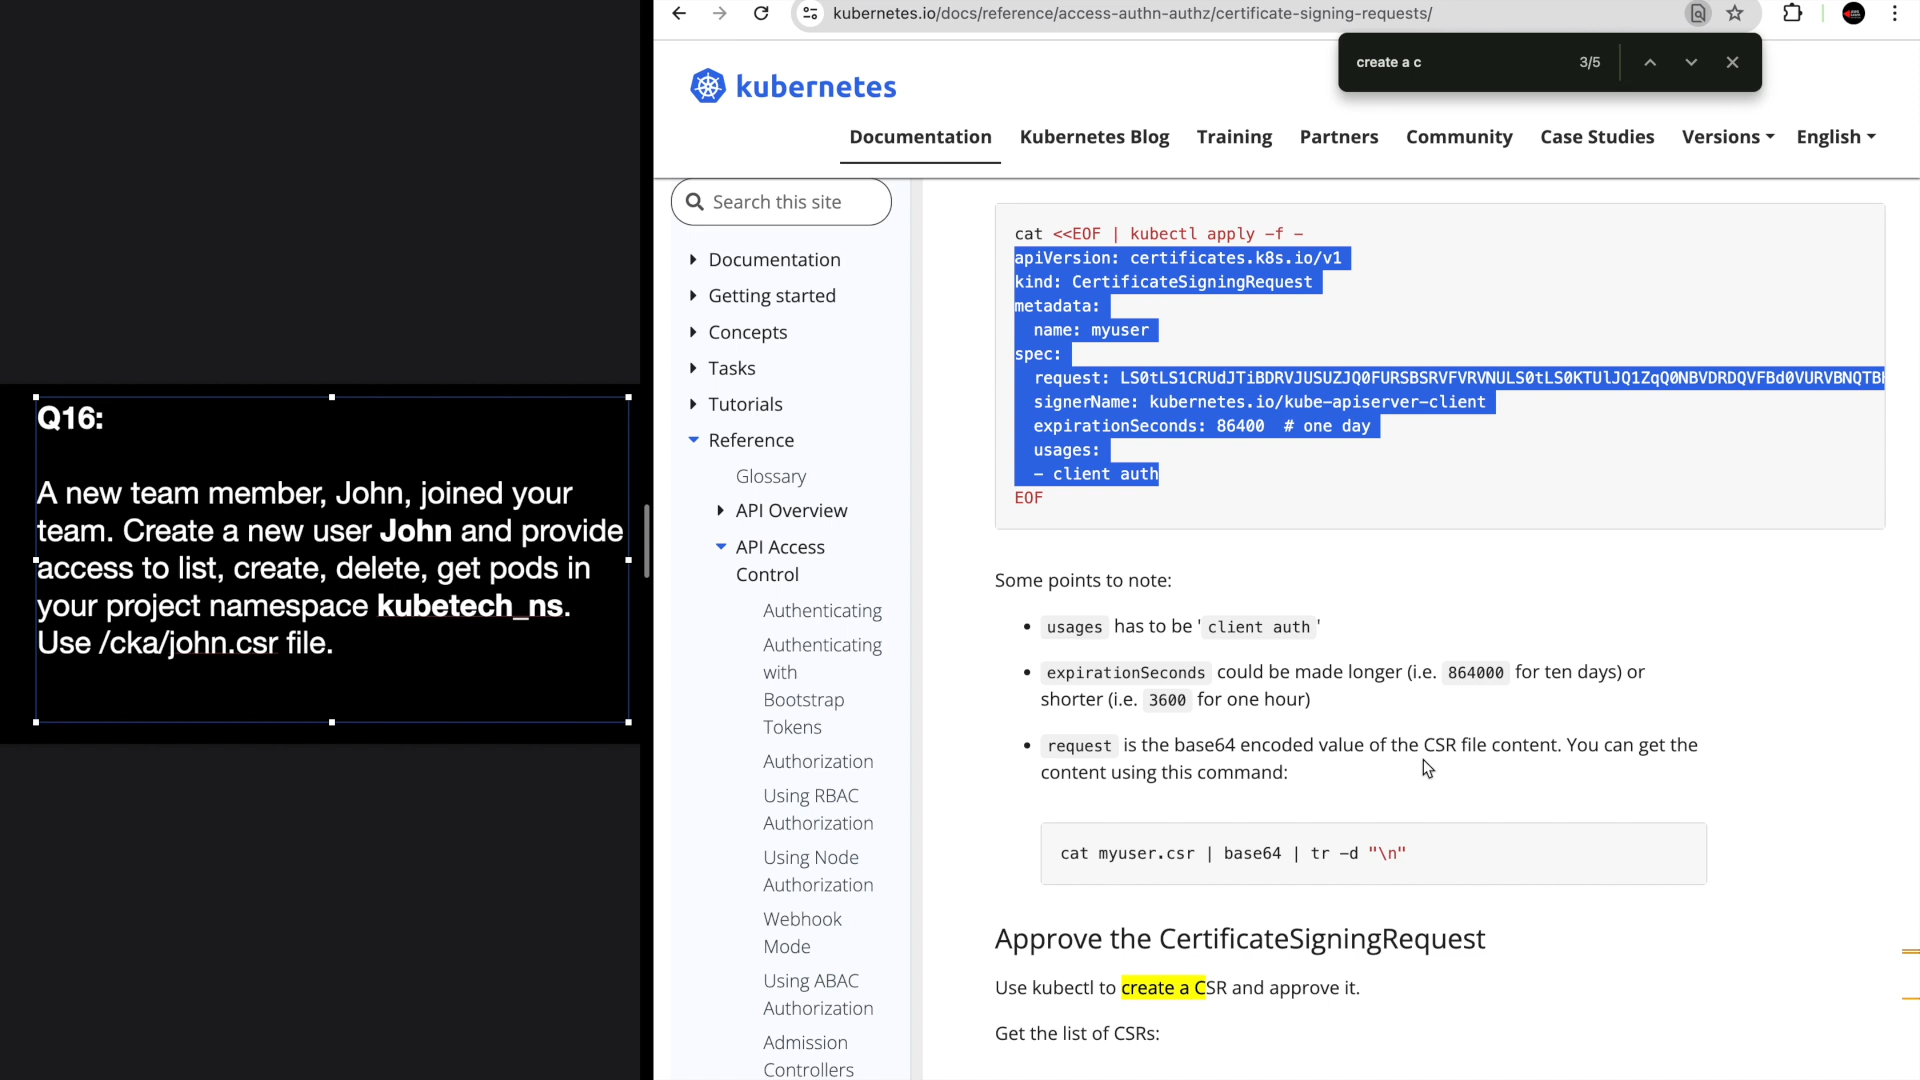 Q16:
A new team member, John, joined your
team. Create a new user John and provide
access to list, create, delete, get pods in
your project namespace kubetech_ns.
Use /cka/john.csr file.
kubernetes.io/docs/reference/access-authn-authz/certificate-signing-requests/
create a c
3/5
kubernetes
Documentation
Kubernetes Blog
Training
Partners
Community
Case Studies
Versions
English
Search this site
Documentation
Getting started
Concepts
Tasks
Tutorials
Reference
Glossary
API Overview
API Access
Control
Authenticating
Authenticating
with
Bootstrap
Tokens
Authorization
Using RBAC
Authorization
Using Node
Authorization
Webhook
Mode
Using ABAC
Authorization
Admission
Controllers
cat <<EOF | kubectl apply -f -
apiVersion: certificates.k8s.io/v1
kind: CertificateSigningRequest
metadata:
name: myuser
spec:
request:
signerName: kubernetes.io/kube-apiserver-client
expirationSeconds: 86400 # one day
usages:
- client auth
EOF
Some points to note:
usages has to be 'client auth'
expirationSeconds could be made longer (i.e. 864000 for ten days) or
shorter (i.e. 3600 for one hour)
request is the base64 encoded value of the CSR file content. You can get the
content using this command:
cat myuser.csr | base64 | tr -d "\n"
Approve the CertificateSigningRequest
Use kubectl to create a CSR and approve it.
Get the list of CSRs: